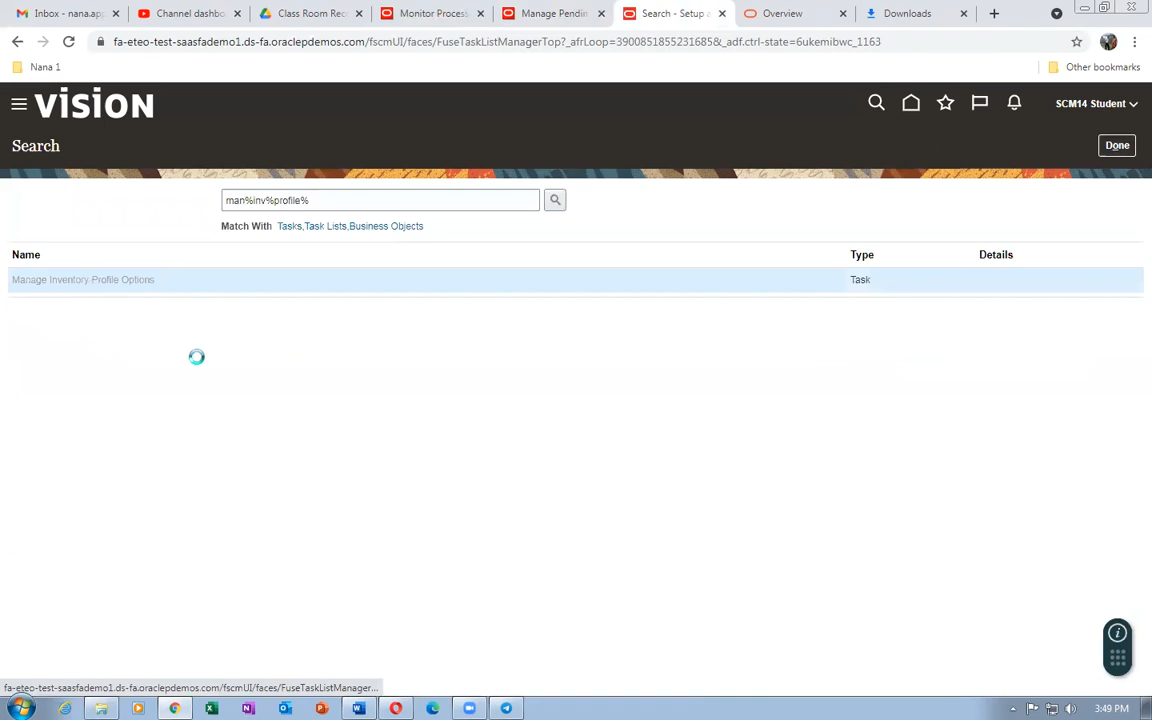 Inbox - nana.ap
Channel dashbo
Class Room Rec
Monitor Process
Manage Pendin
Search - Setup a
Overview
Downloads
fa-eteo-test-saasfademo1.ds-fa.oraclepdemos.com/fscmUI/faces/FuseTaskListManagerTop?_afrLoop=3900851855231685&_adf.ctrl-state=6ukemibwc_1163
Nana 1
Other bookmarks
VISION
SCM14 Student
Search
Done
man%inv%profile%
Match With Tasks,Task Lists,Business Objects
Name Type Details
Manage Inventory Profile Options Task
fa-eteo-test-saasfademo1.ds-fa.oraclepdemos.com/fscmUI/faces/FuseTaskListManager...
3:49 PM